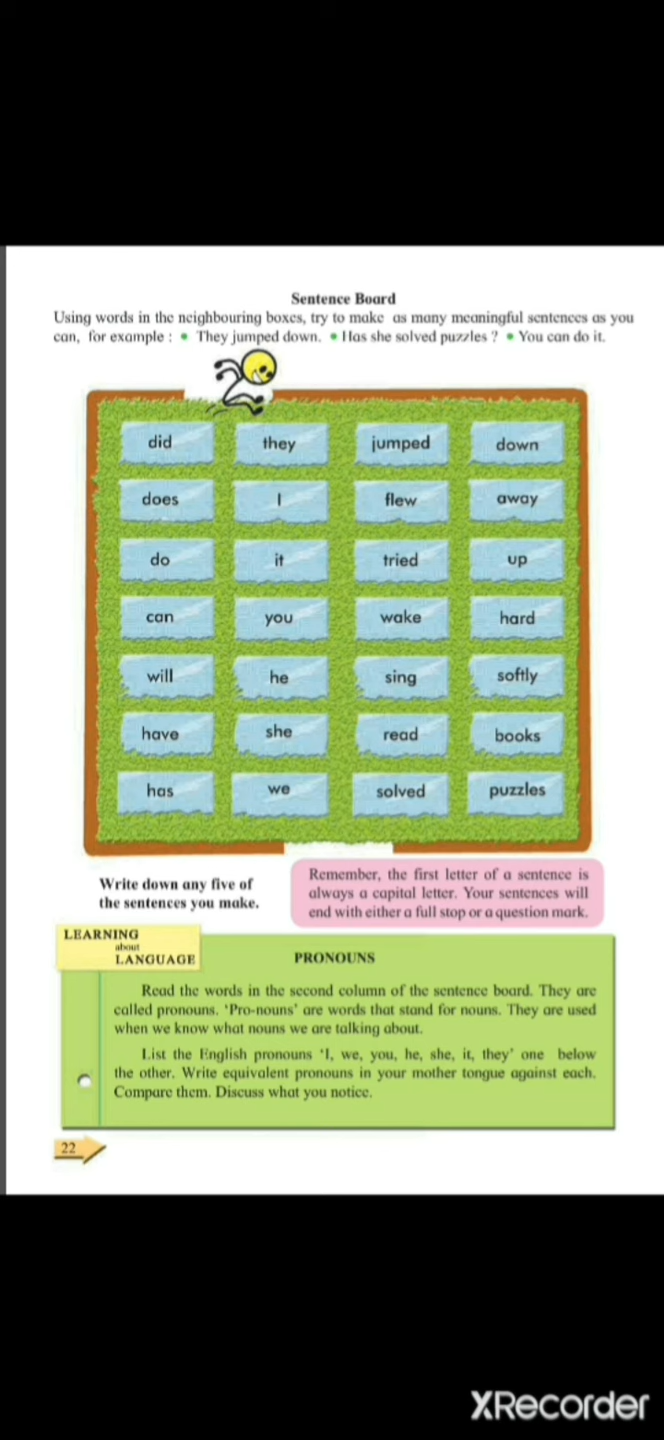 Sentence Board
Using words in the neighbouring boxes, try to make as many meaningful sentences as you
can, for example : • They jumped down. • Has she solved puzzles ? • You can do it.
did they jumped down
does I flew away
do it tried up
can you wake hard
will he sing softly
have she read books
has we solved puzzles
Write down any five of
the sentences you make.
Remember, the first letter of a sentence is
always a capital letter. Your sentences will
end with either a full stop or a question mark.
LEARNING
about
LANGUAGE
PRONOUNS
Read the words in the second column of the sentence board. They are
called pronouns. 'Pro-nouns' are words that stand for nouns. They are used
when we know what nouns we are talking about.
List the English pronouns 'I, we, you, he, she, it, they' one below
the other. Write equivalent pronouns in your mother tongue against each.
Compare them. Discuss what you notice.
22
XRecorder